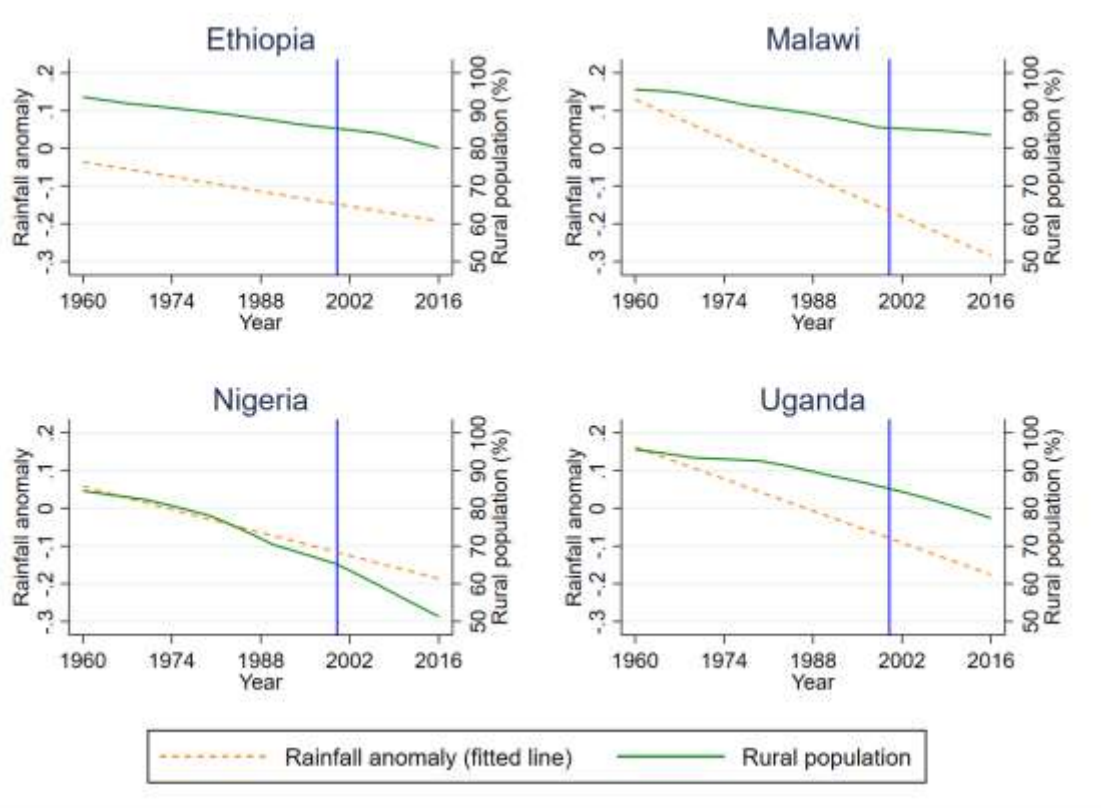 Ethiopia
Rainfall anomaly
.2
.1
0
-.1
-.2
-.3
Rural population (%)
100
90
80
70
60
50
1960 1974 1988 2002 2016
Year
Malawi
Rainfall anomaly
.2
.1
0
-.1
-.2
-.3
Rural population (%)
100
90
80
70
60
50
1960 1974 1988 2002 2016
Year
Nigeria
Rainfall anomaly
.2
.1
0
-.1
-.2
-.3
Rural population (%)
100
90
80
70
60
50
1960 1974 1988 2002 2016
Year
Uganda
Rainfall anomaly
.2
.1
0
-.1
-.2
-.3
Rural population (%)
100
90
80
70
60
50
1960 1974 1988 2002 2016
Year
Rainfall anomaly (fitted line) Rural population